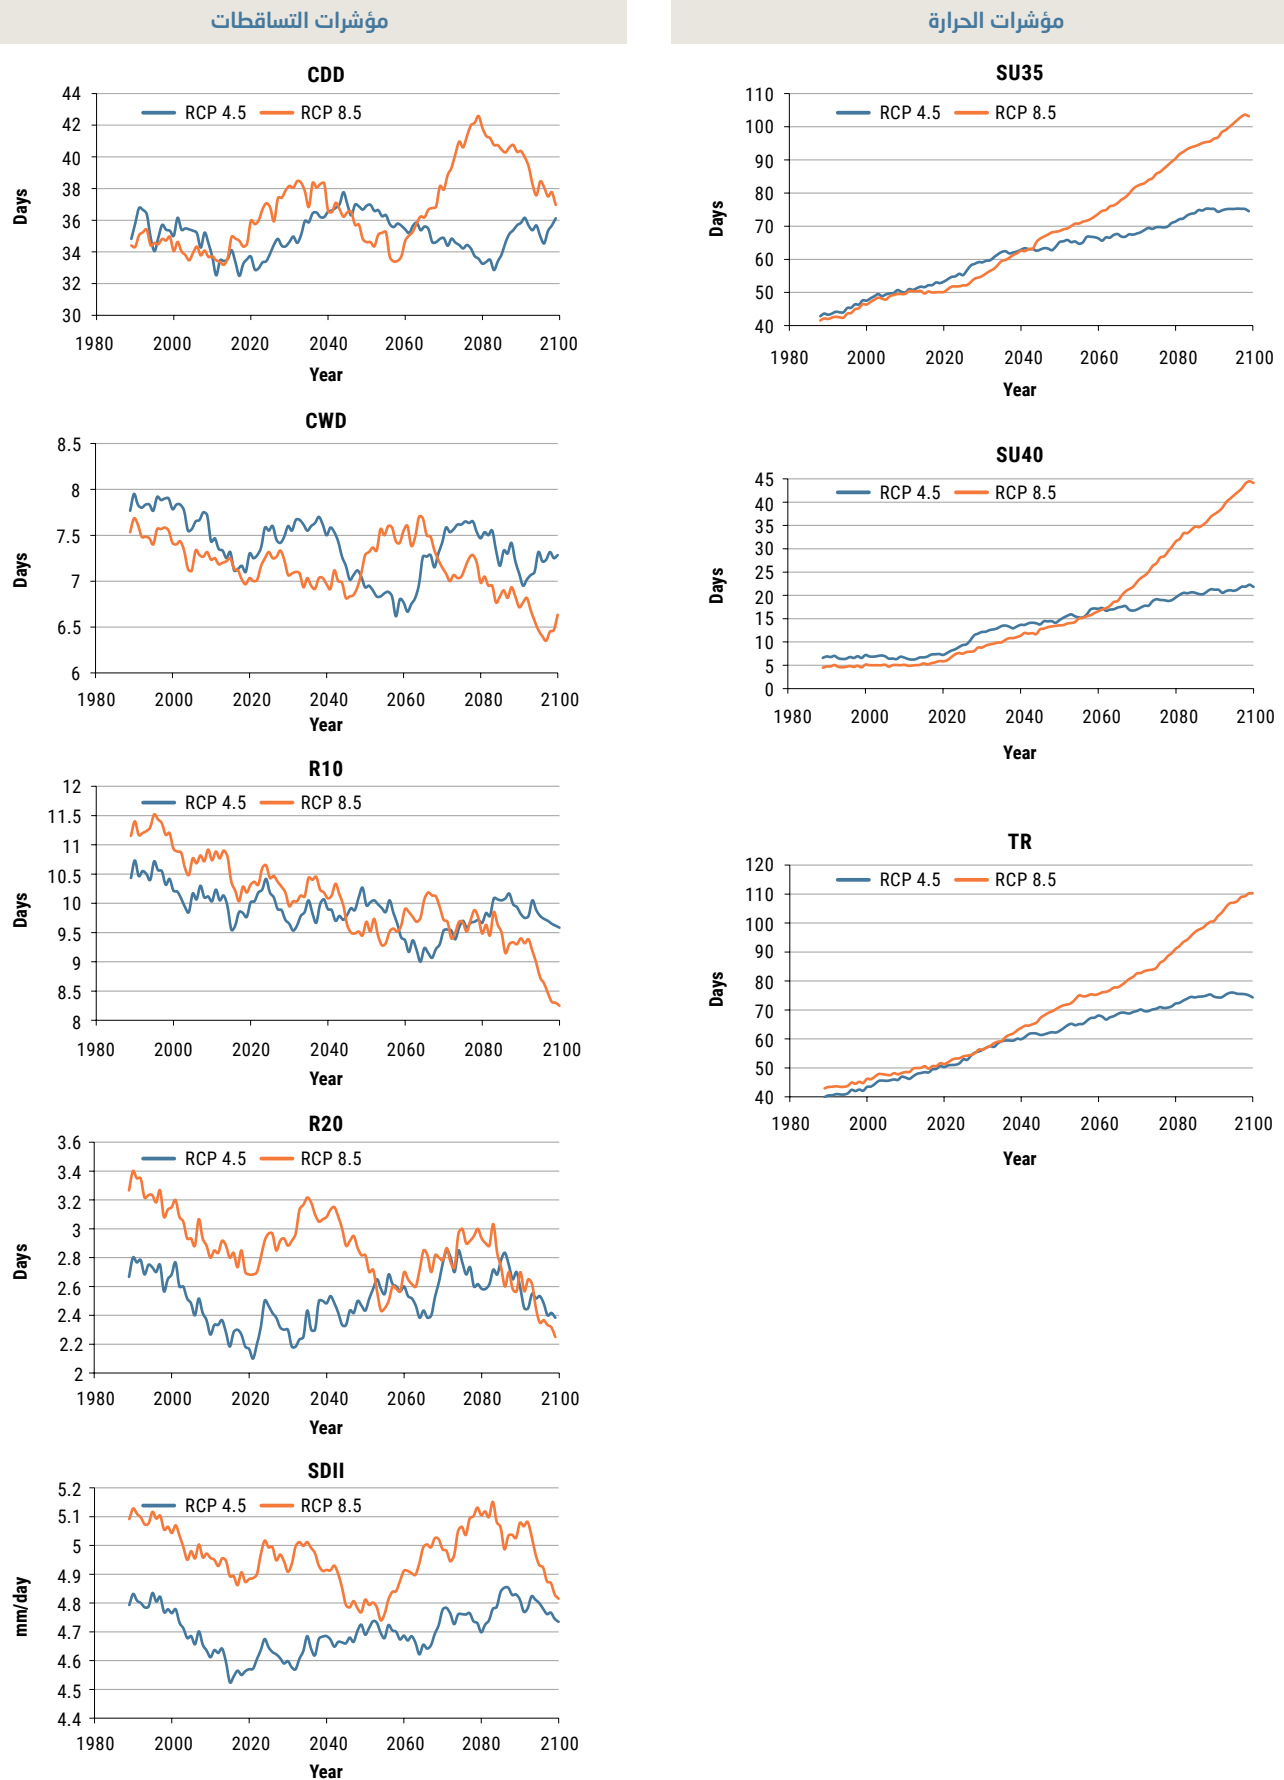 مؤشرات الحرارة
SU35
RCP 4.5 RCP 8.5
110
100
90
80
70
60
50
40
Days
1980 2000 2020 2040 2060 2080 2100
Year
SU40
RCP 4.5 RCP 8.5
45
40
35
30
25
20
15
10
5
0
Days
1980 2000 2020 2040 2060 2080 2100
Year
TR
RCP 4.5 RCP 8.5
120
110
100
90
80
70
60
50
40
Days
1980 2000 2020 2040 2060 2080 2100
Year
مؤشرات التساقطات
CDD
RCP 4.5 RCP 8.5
44
42
40
38
36
34
32
30
Days
1980 2000 2020 2040 2060 2080 2100
Year
CWD
8.5
8
7.5
7
6.5
6
Days
1980 2000 2020 2040 2060 2080 2100
Year
R10
RCP 4.5 RCP 8.5
12
11.5
11
10.5
10
9.5
9
8.5
8
Days
1980 2000 2020 2040 2060 2080 2100
Year
R20
RCP 4.5 RCP 8.5
3.6
3.4
3.2
3
2.8
2.6
2.4
2.2
2
Days
1980 2000 2020 2040 2060 2080 2100
Year
SDII
RCP 4.5 RCP 8.5
5.2
5.1
5
4.9
4.8
4.7
4.6
4.5
4.4
mm/day
1980 2000 2020 2040 2060 2080 2100
Year